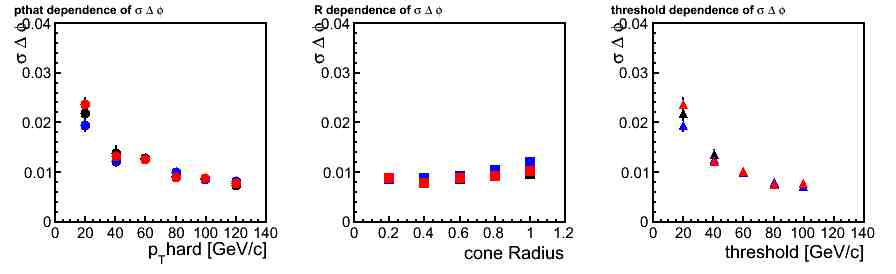 pthat dependence of σ Δ φ
σ Δ φ
0.04
0.03
0.02
0.01
0
0 20 40 60 80 100 120 140
pThard [GeV/c]
R dependence of σ Δ φ
σ Δ φ
0.04
0.03
0.02
0.01
0
0 0.2 0.4 0.6 0.8 1.0 1.2
cone Radius
threshold dependence of σ Δ φ
σ Δ φ
0.04
0.03
0.02
0.01
0
0 20 40 60 80 100 120 140
threshold [GeV/c]